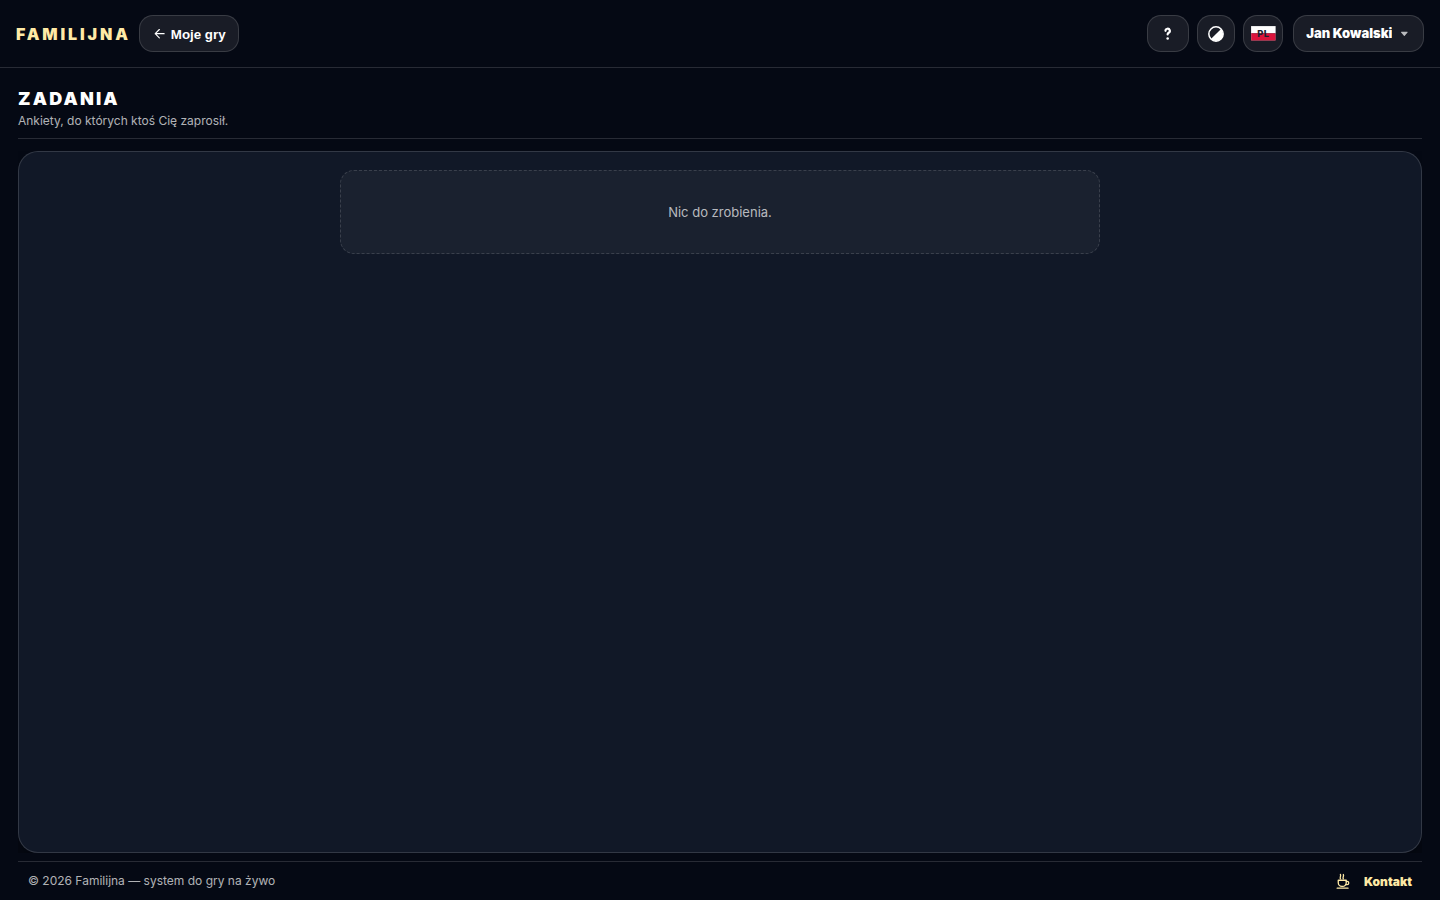 FAMILIJNA
← Moje gry
?
PL
Jan Kowalski
ZADANIA
Ankiety, do których ktoś Cię zaprosił.
Nic do zrobienia.
© 2026 Familijna — system do gry na żywo
Kontakt